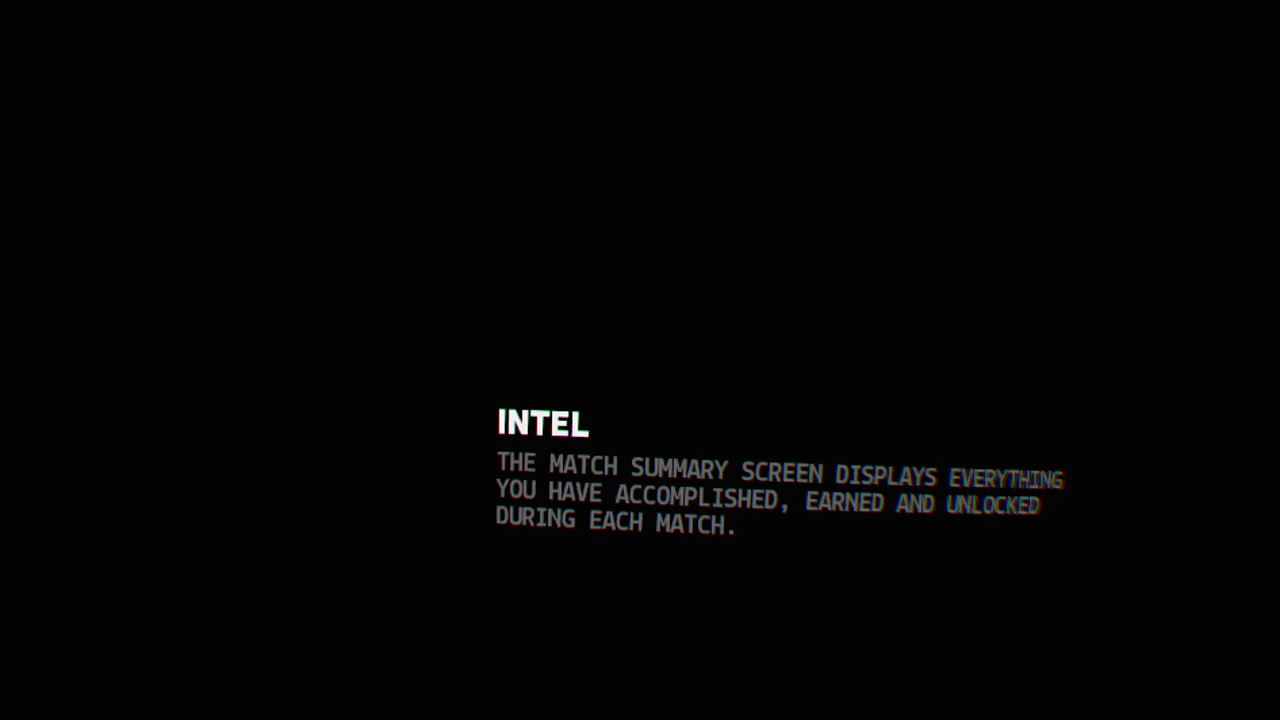 INTEL
THE MATCH SUMMARY SCREEN DISPLAYS EVERYTHING
YOU HAVE ACCOMPLISHED, EARNED AND UNLOCKED
DURING EACH MATCH.